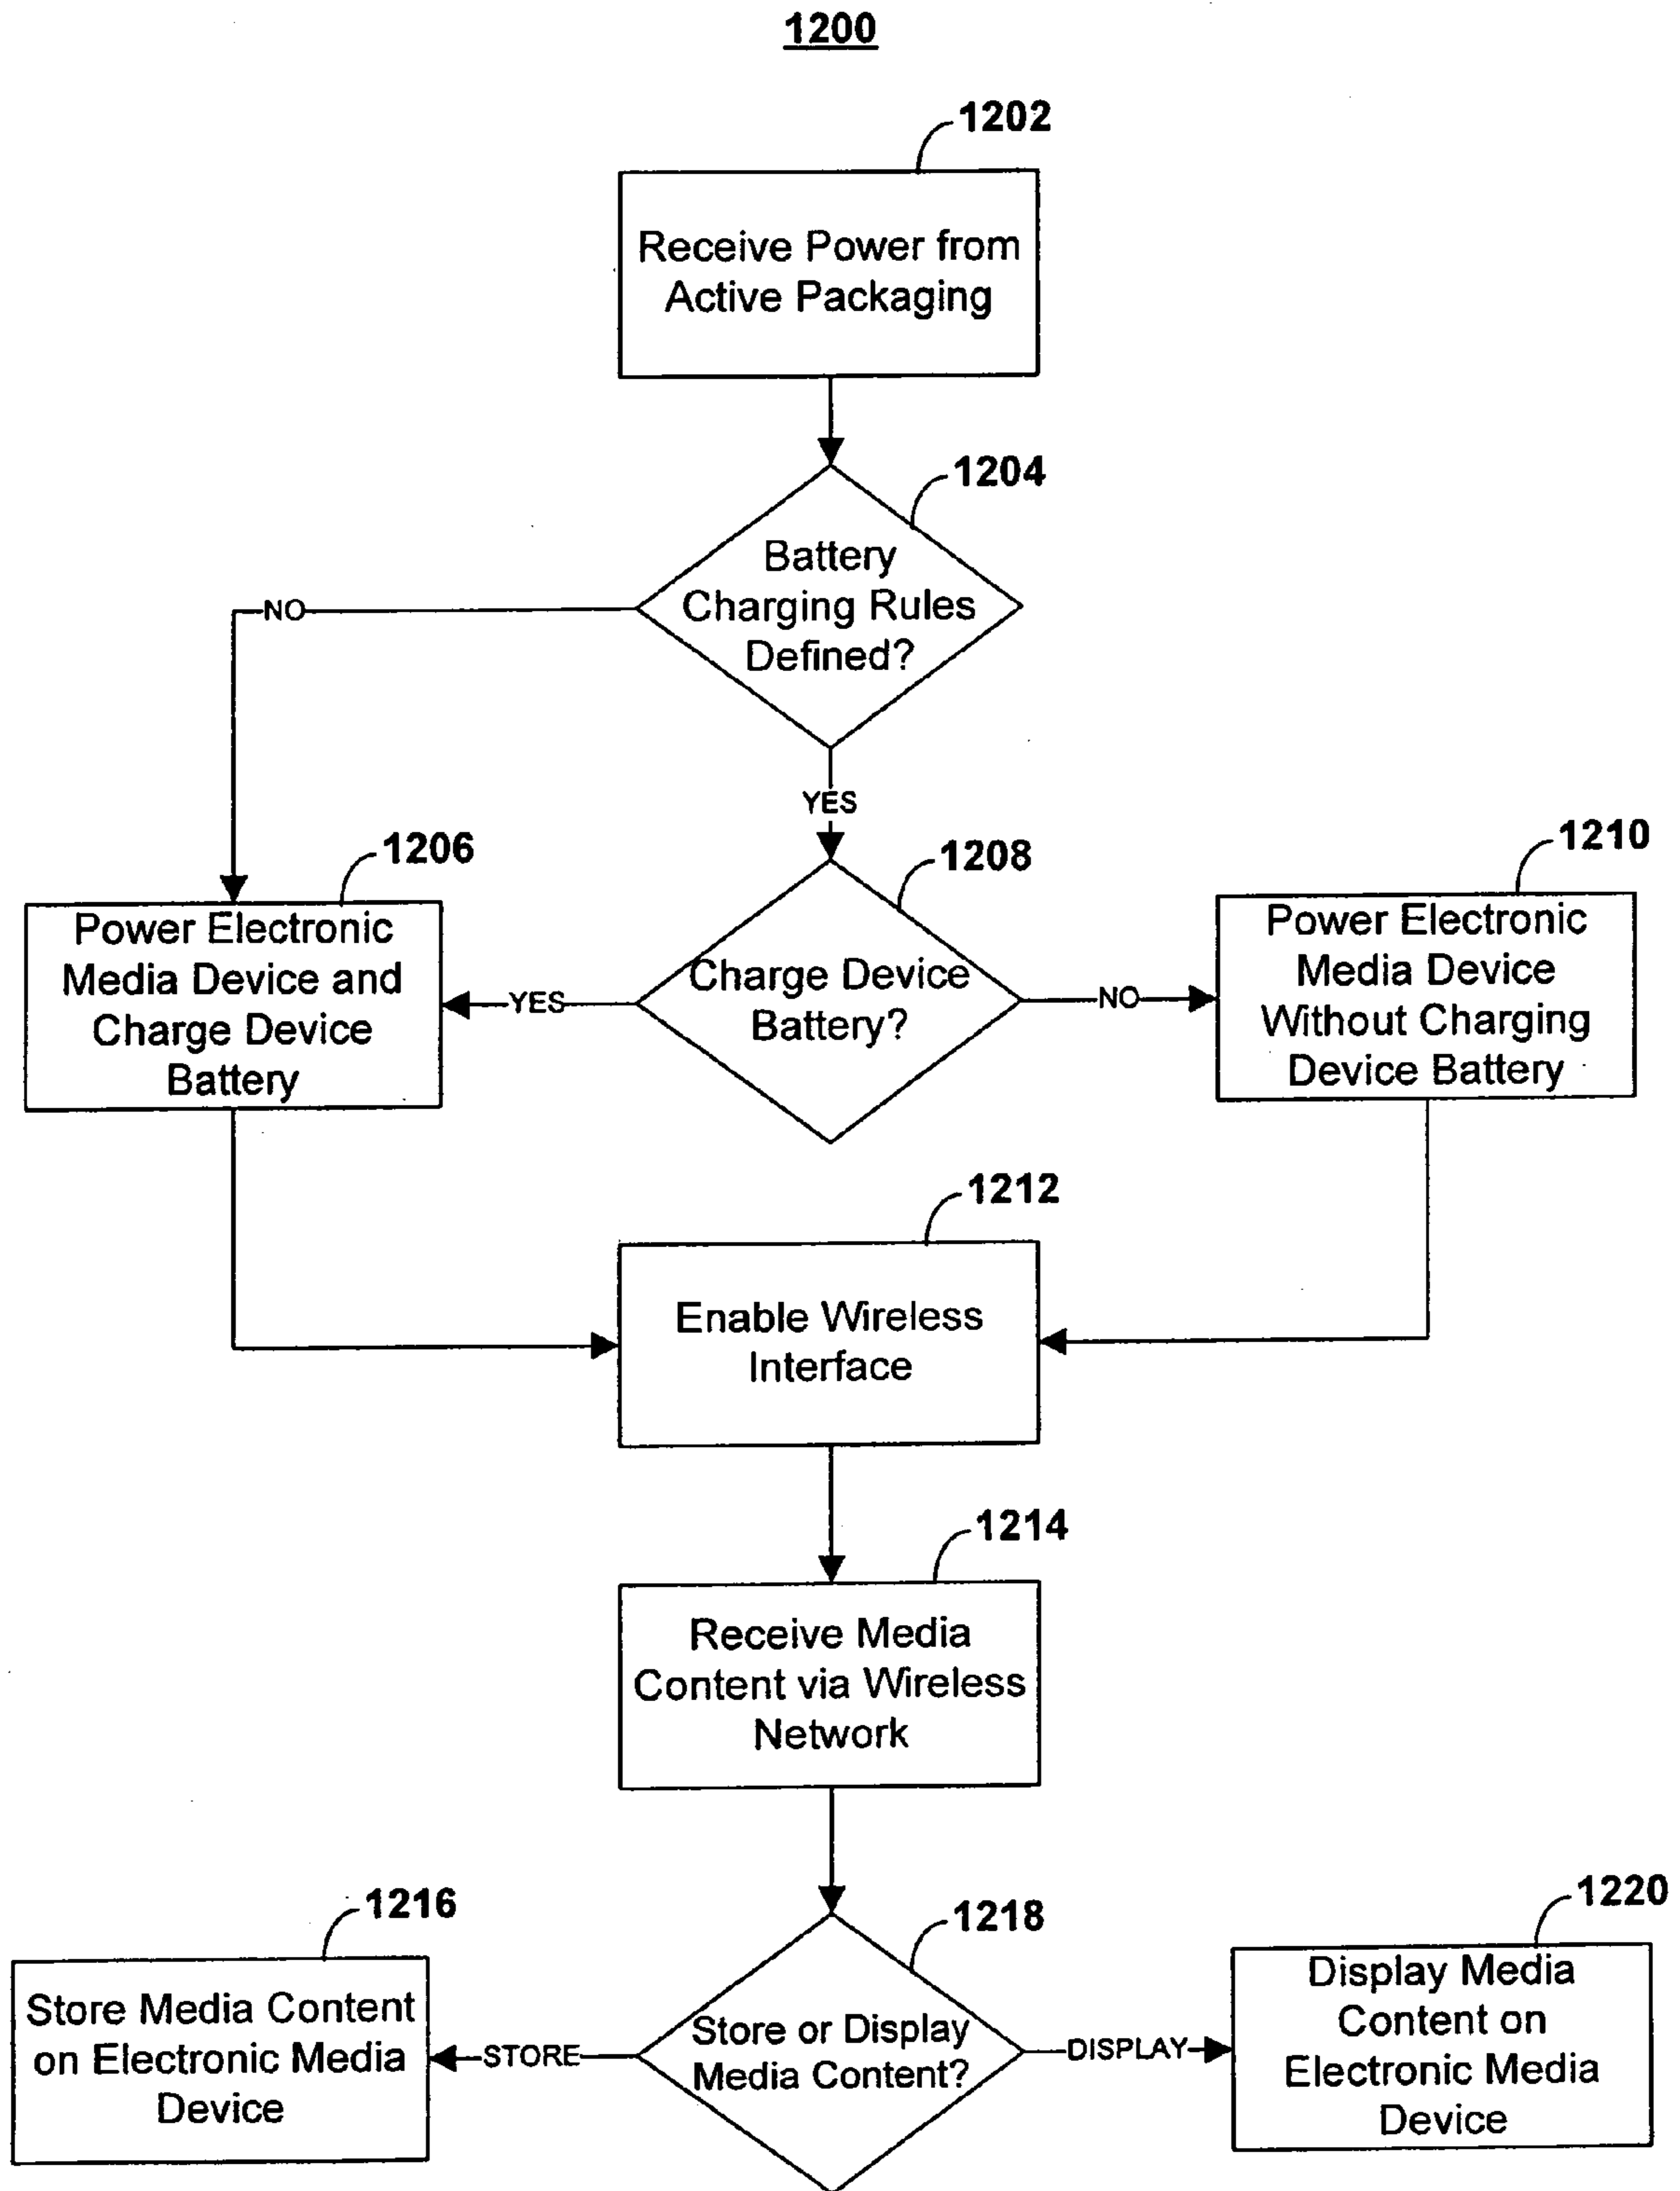 1200
1202
Receive Power from
Active Packaging
1204
Battery
Charging Rules
Defined?
NO
YES
1206
Power Electronic
Media Device and
Charge Device
Battery
1208
Charge Device
Battery?
YES
NO
1210
Power Electronic
Media Device
Without Charging
Device Battery
1212
Enable Wireless
Interface
1214
Receive Media
Content via Wireless
Network
1216
Store Media Content
on Electronic Media
Device
1218
Store or Display
Media Content?
STORE
DISPLAY
1220
Display Media
Content on
Electronic Media
Device